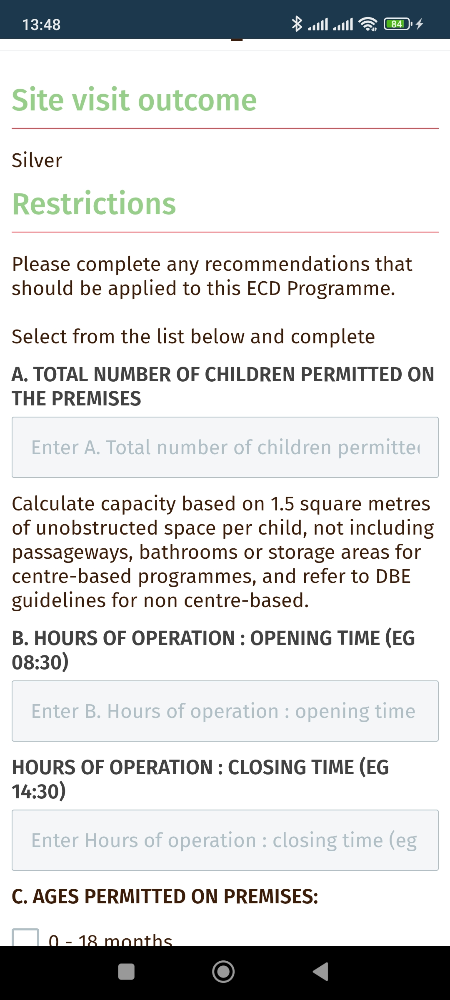 13:48
84
Site visit outcome
Silver
Restrictions
Please complete any recommendations that
should be applied to this ECD Programme.
Select from the list below and complete
A. TOTAL NUMBER OF CHILDREN PERMITTED ON
THE PREMISES
Enter A. Total number of children permitted
Calculate capacity based on 1.5 square metres
of unobstructed space per child, not including
passageways, bathrooms or storage areas for
centre-based programmes, and refer to DBE
guidelines for non centre-based.
B. HOURS OF OPERATION : OPENING TIME (EG
08:30)
Enter B. Hours of operation : opening time
HOURS OF OPERATION : CLOSING TIME (EG
14:30)
Enter Hours of operation : closing time (eg
C. AGES PERMITTED ON PREMISES:
0 - 18 months